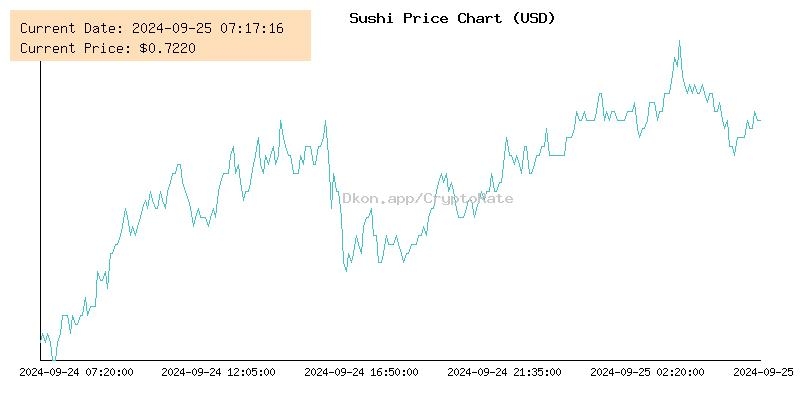 Sushi Price Chart (USD)
Current Date: 2024-09-25 07:17:16
Current Price: $0.7220
Dkon.app/CryptoRate
2024-09-24 07:20:00 2024-09-24 12:05:00 2024-09-24 16:50:00 2024-09-24 21:35:00 2024-09-25 02:20:00 2024-09-25